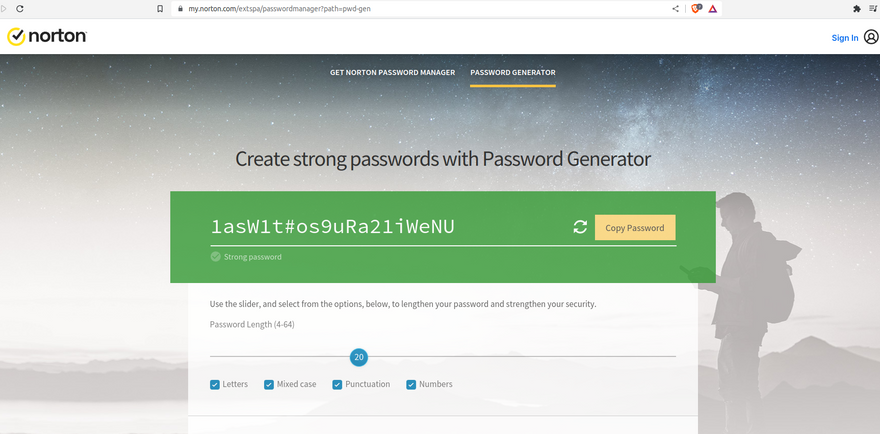 my.norton.com/extspa/passwordmanager?path=pwd-gen
norton
Sign In
GET NORTON PASSWORD MANAGER PASSWORD GENERATOR
Create strong passwords with Password Generator
1asW1t#os9uRa21iWeNU
Copy Password
Strong password
Use the slider, and select from the options, below, to lengthen your password and strengthen your security.
Password Length (4-64)
20
Letters Mixed case Punctuation Numbers